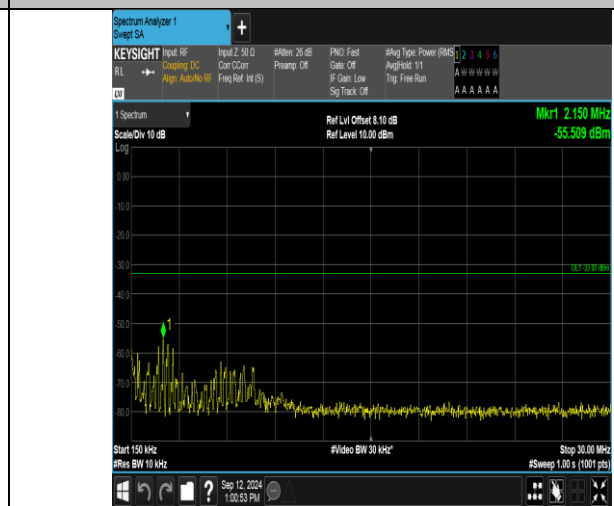 Spectrum Analyzer 1
Swept SA
+
KEYSIGHT
RL
LXI
Input: RF
Coupling: DC
Align: Auto/No RF
Input Z: 50 Ω
Corr CCorr
Freq Ref: Int (S)
#Atten: 26 dB
Preamp: Off
PNO: Fast
Gate: Off
IF Gain: Low
Sig Track: Off
#Avg Type: Power (RMS
Avg|Hold: 1/1
Trig: Free Run
1 2 3 4 5 6
A W W W W W
A A A A A A
1 Spectrum
Scale/Div 10 dB
Ref Lvl Offset 8.10 dB
Ref Level 10.00 dBm
Mkr1 2.150 MHz
-55.509 dBm
Log
0.00
-10.0
-20.0
-30.0
DL1 -33.00 dBm
-40.0
-50.0
1
-60.0
-70.0
-80.0
Start 150 kHz
#Res BW 10 kHz
#Video BW 30 kHz*
Stop 30.00 MHz
#Sweep 1.00 s (1001 pts)
?
Sep 12, 2024
1:00:53 PM